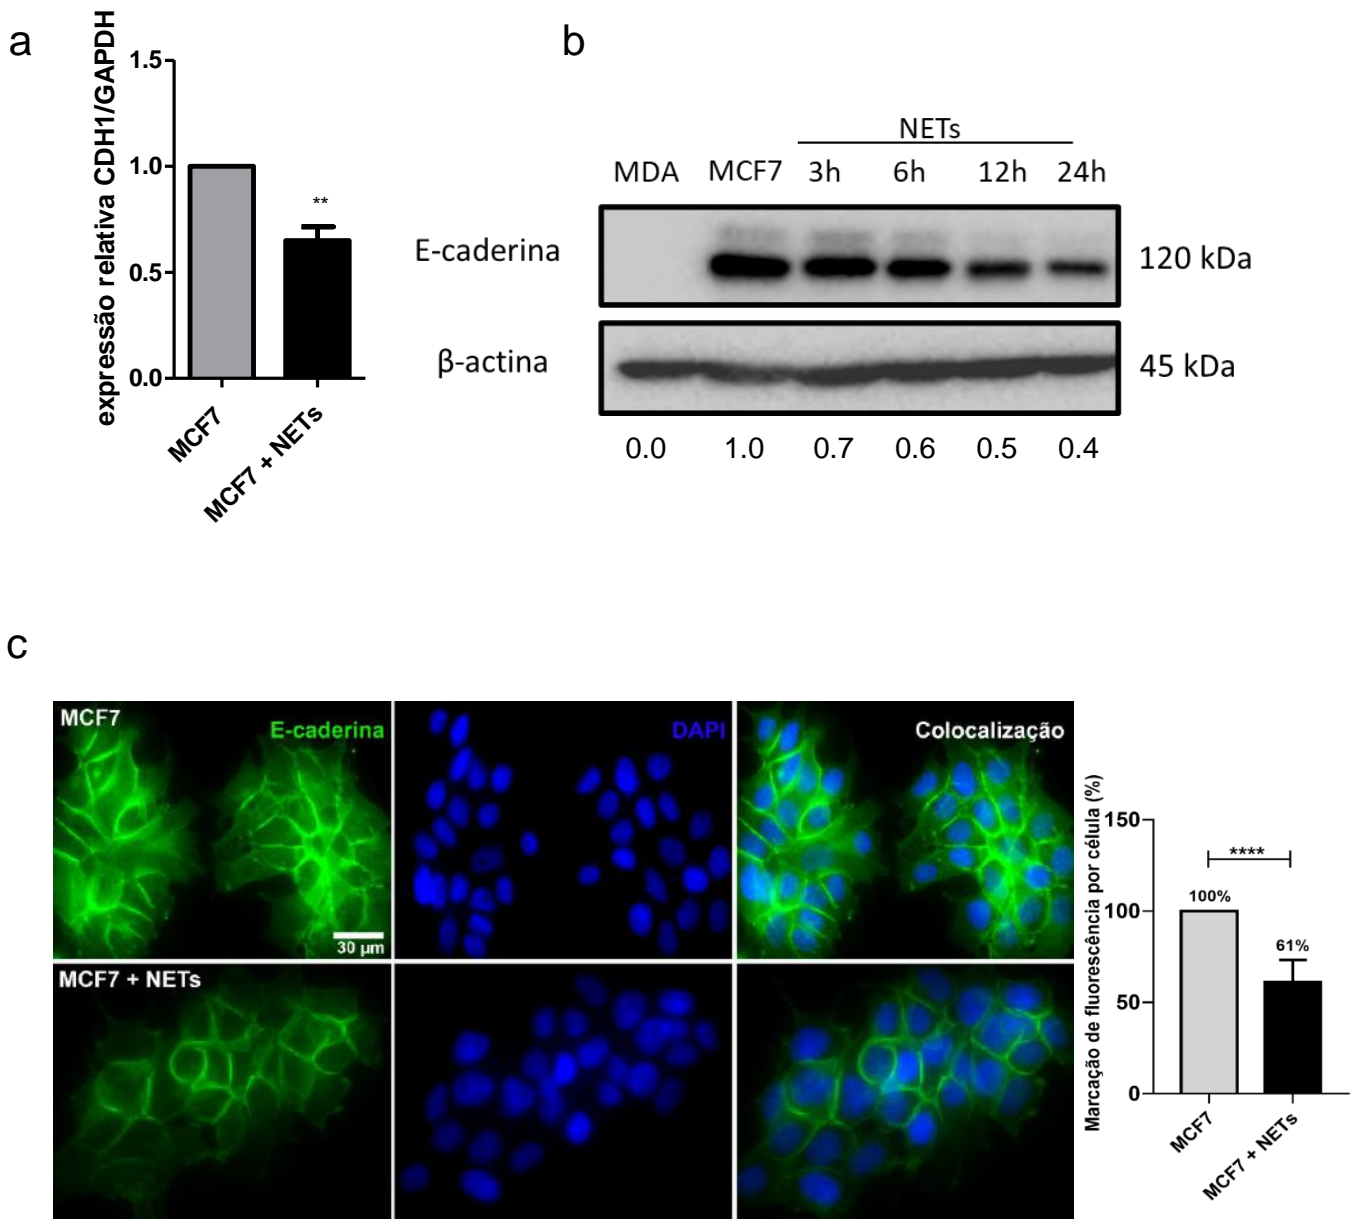 a
expressão relativa CDH1/GAPDH
1.5
1.0
0.5
0.0
**
MCF7
MCF7 + NETs
b
NETs
MDA MCF7 3h 6h 12h 24h
E-caderina
120 kDa
β-actina
45 kDa
0.0 1.0 0.7 0.6 0.5 0.4
c
MCF7
E-caderina
DAPI
Colocalização
30 µm
MCF7 + NETs
Marcação de fluorescência por célula (%)
150
100
50
0
****
100%
61%
MCF7
MCF7 + NETs